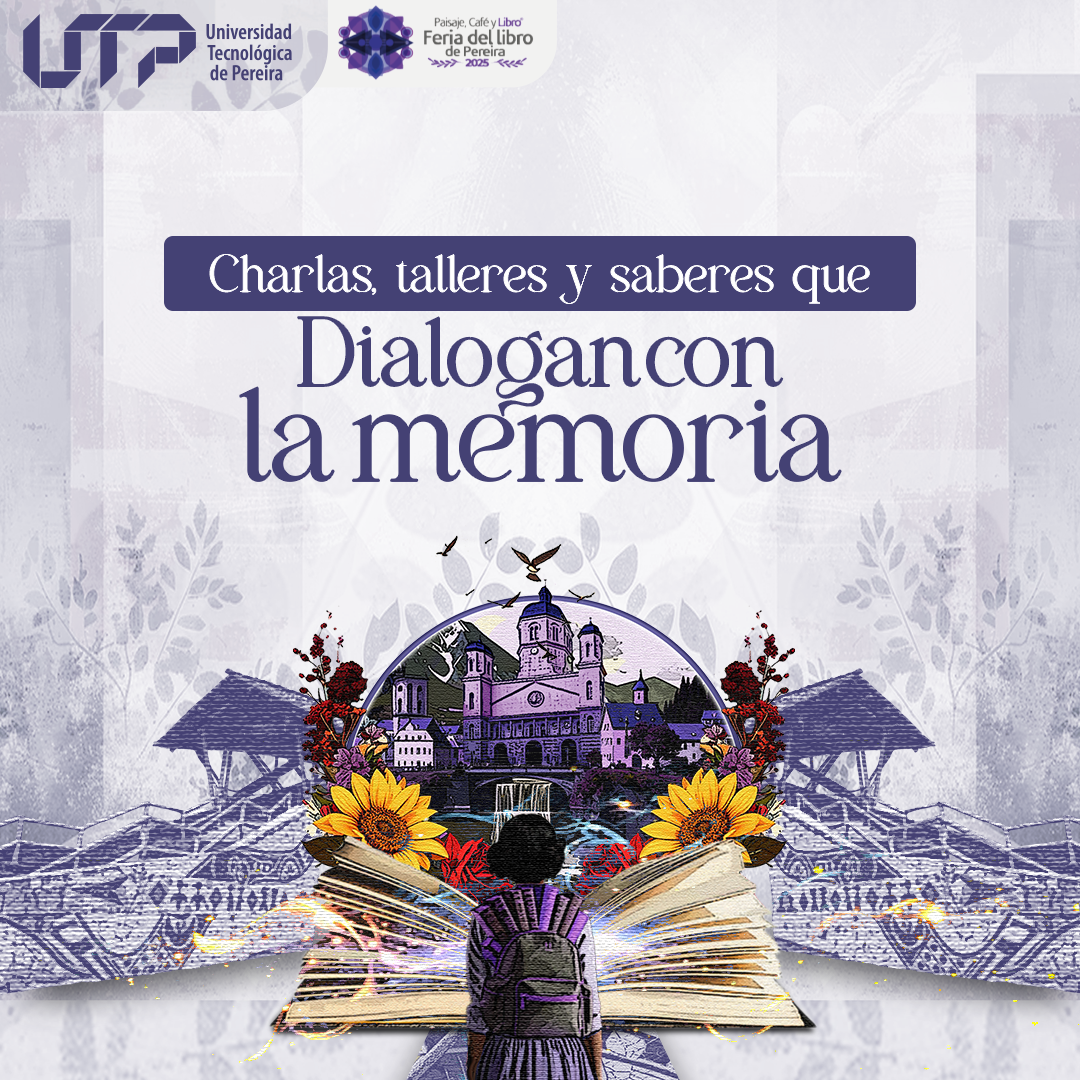 UTP
Universidad
Tecnológica
de Pereira
Paisaje, Café y Libro
Feria del libro
de Pereira
2025
Charlas, talleres y saberes que
Dialogan con
la memoria